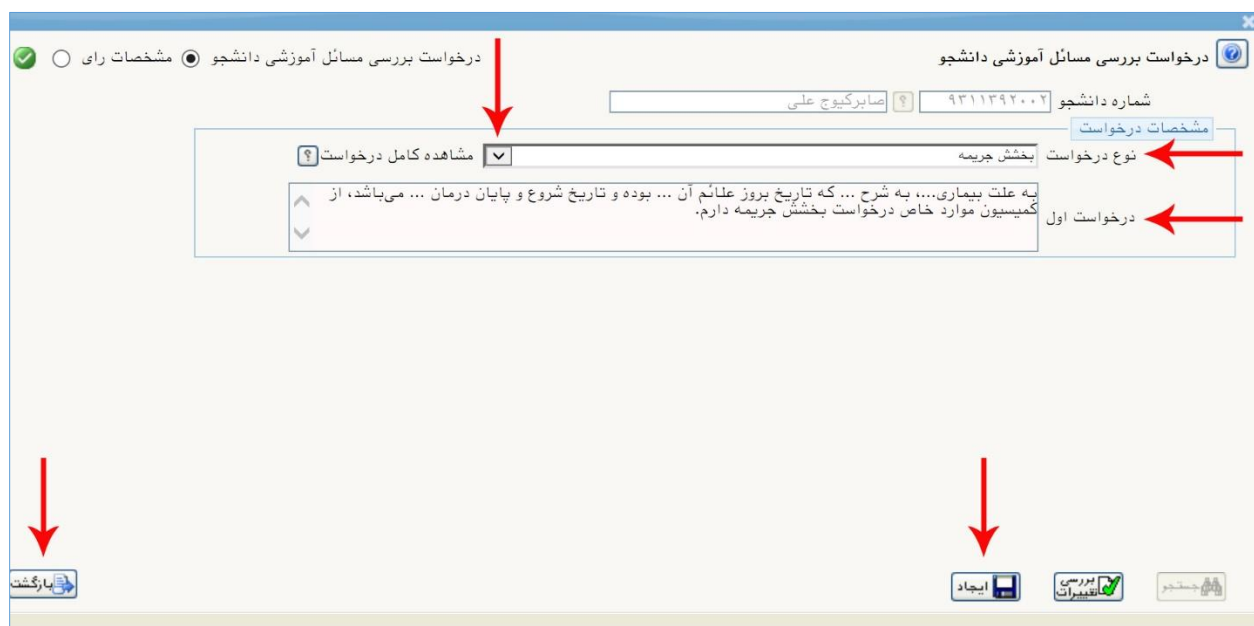 درخواست بررسی مسائل آموزشی دانشجو
درخواست بررسی مسائل آموزشی دانشجو مشخصات رای
شماره دانشجو ۹۳۱۱۳۹۲۰۰۲ ؟ صابرکیوج علی
مشخصات درخواست
نوع درخواست بخشش جریمه مشاهده کامل درخواست ؟
درخواست اول
به علت بیماری...، به شرح ... که تاریخ بروز علائم آن ... بوده و تاریخ شروع و پایان درمان ... می‌باشد، از
کمیسیون موارد خاص درخواست بخشش جریمه دارم.
جستجو بررسی تغییرات ایجاد بازگشت